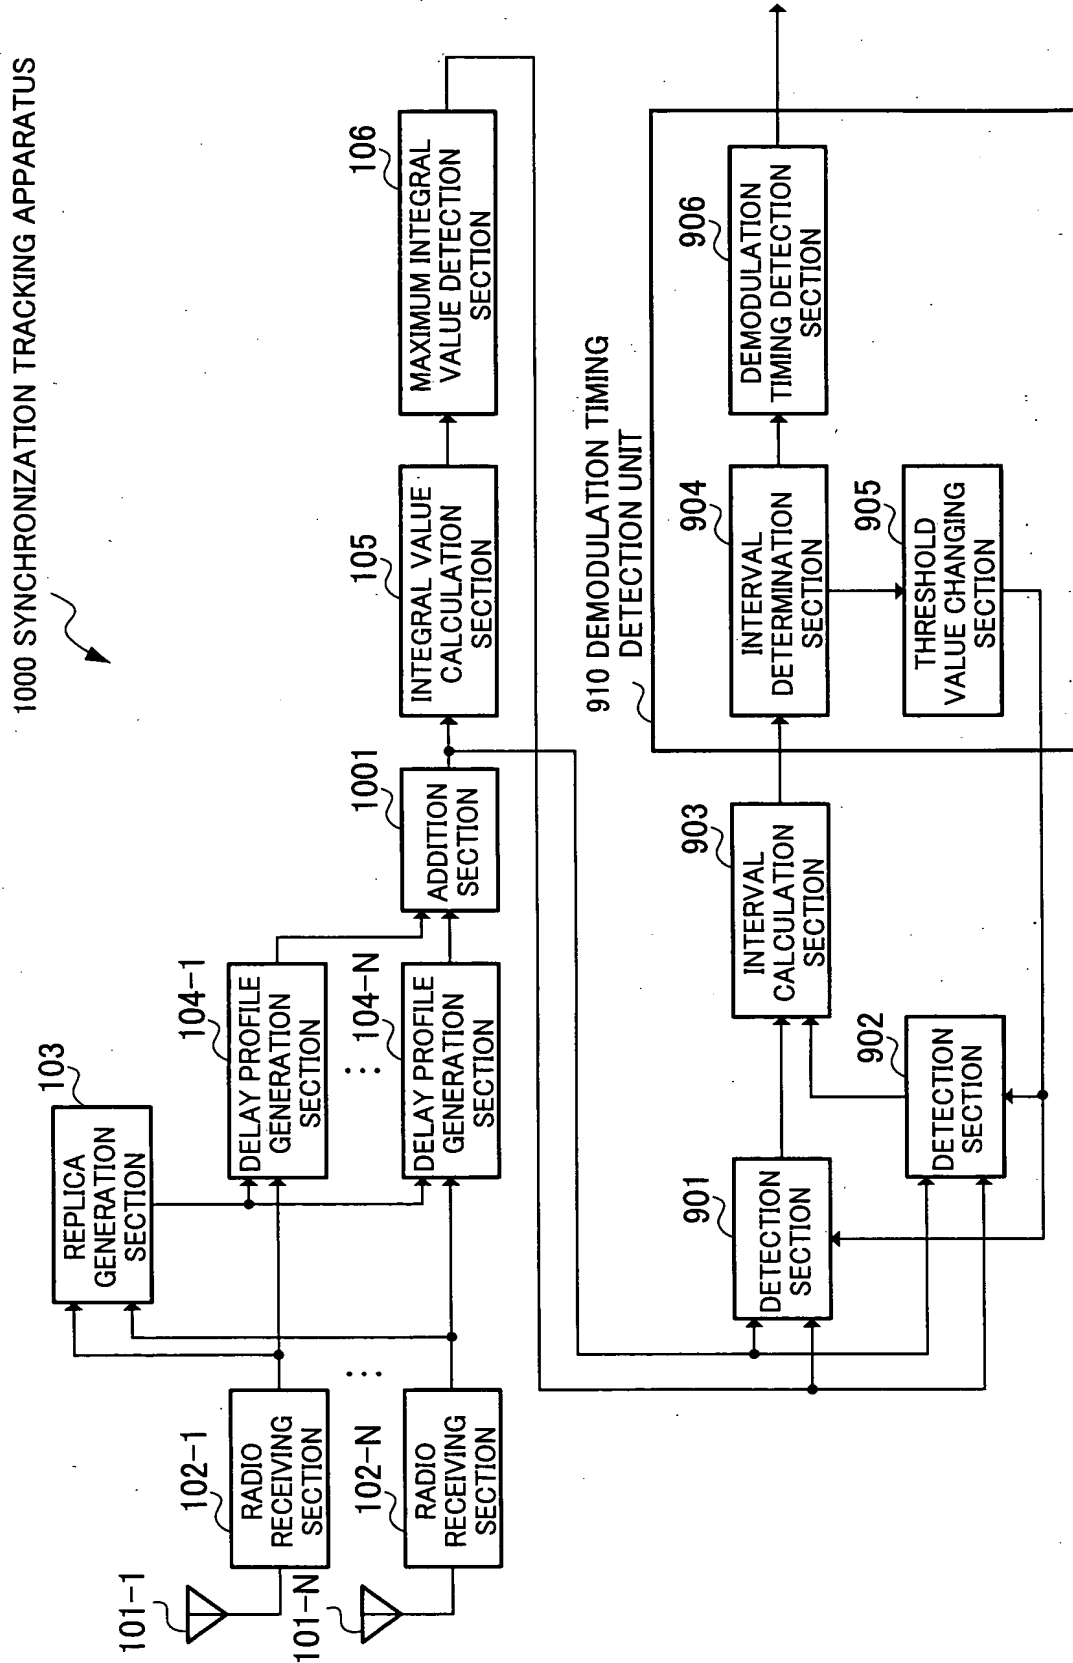 1000 SYNCHRONIZATION TRACKING APPARATUS
103
REPLICA
GENERATION
SECTION
101-1
102-1
RADIO
RECEIVING
SECTION
104-1
DELAY PROFILE
GENERATION
SECTION
101-N
102-N
RADIO
RECEIVING
SECTION
104-N
DELAY PROFILE
GENERATION
SECTION
1001
ADDITION
SECTION
105
INTEGRAL VALUE
CALCULATION
SECTION
106
MAXIMUM INTEGRAL
VALUE DETECTION
SECTION
910 DEMODULATION TIMING
DETECTION UNIT
901
DETECTION
SECTION
902
DETECTION
SECTION
903
INTERVAL
CALCULATION
SECTION
904
INTERVAL
DETERMINATION
SECTION
905
THRESHOLD
VALUE CHANGING
SECTION
906
DEMODULATION
TIMING DETECTION
SECTION